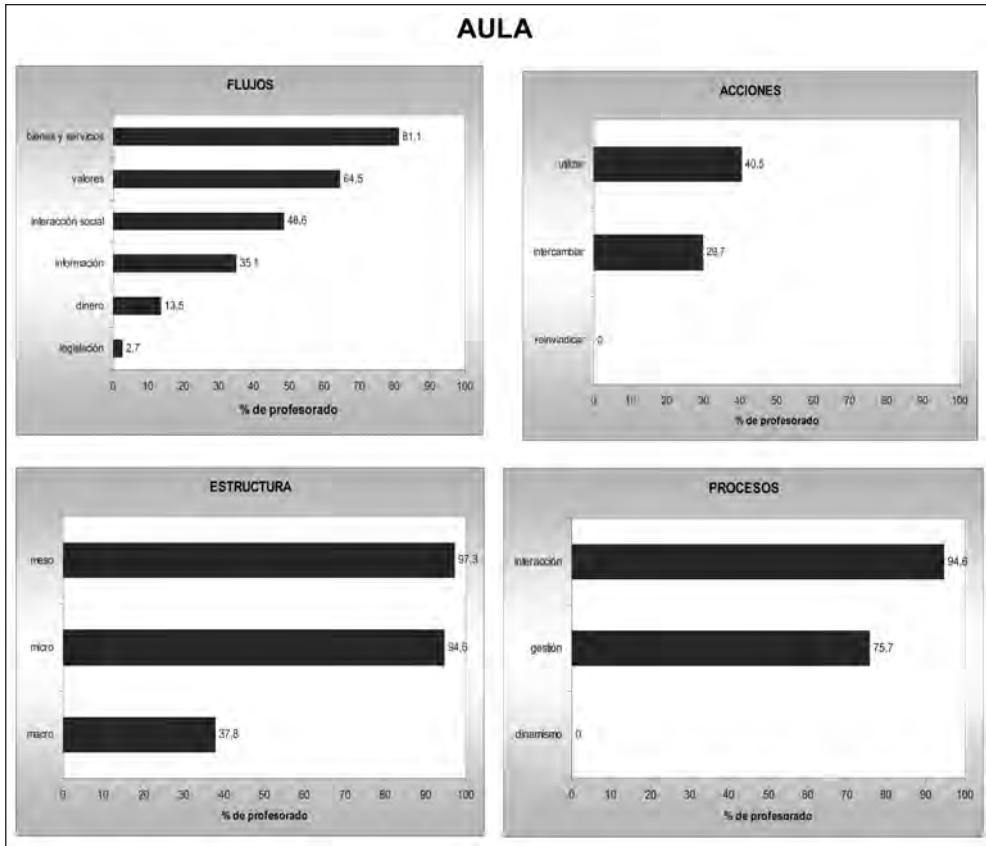 AULA
FLUJOS
bienes y servicios 81,1
valores 64,5
interacción social 48,6
información 35,1
dinero 13,5
legislación 2,7
0 10 20 30 40 50 60 70 80 90 100
% de profesorado
ACCIONES
utilizar 40,5
intercambiar 29,7
reinvindicar 0
0 10 20 30 40 50 60 70 80 90 100
% de profesorado
ESTRUCTURA
meso 97,3
micro 94,6
macro 37,8
0 10 20 30 40 50 60 70 80 90 100
% de profesorado
PROCESOS
interacción 94,6
gestión 75,7
dinamismo 0
0 10 20 30 40 50 60 70 80 90 100
% de profesorado